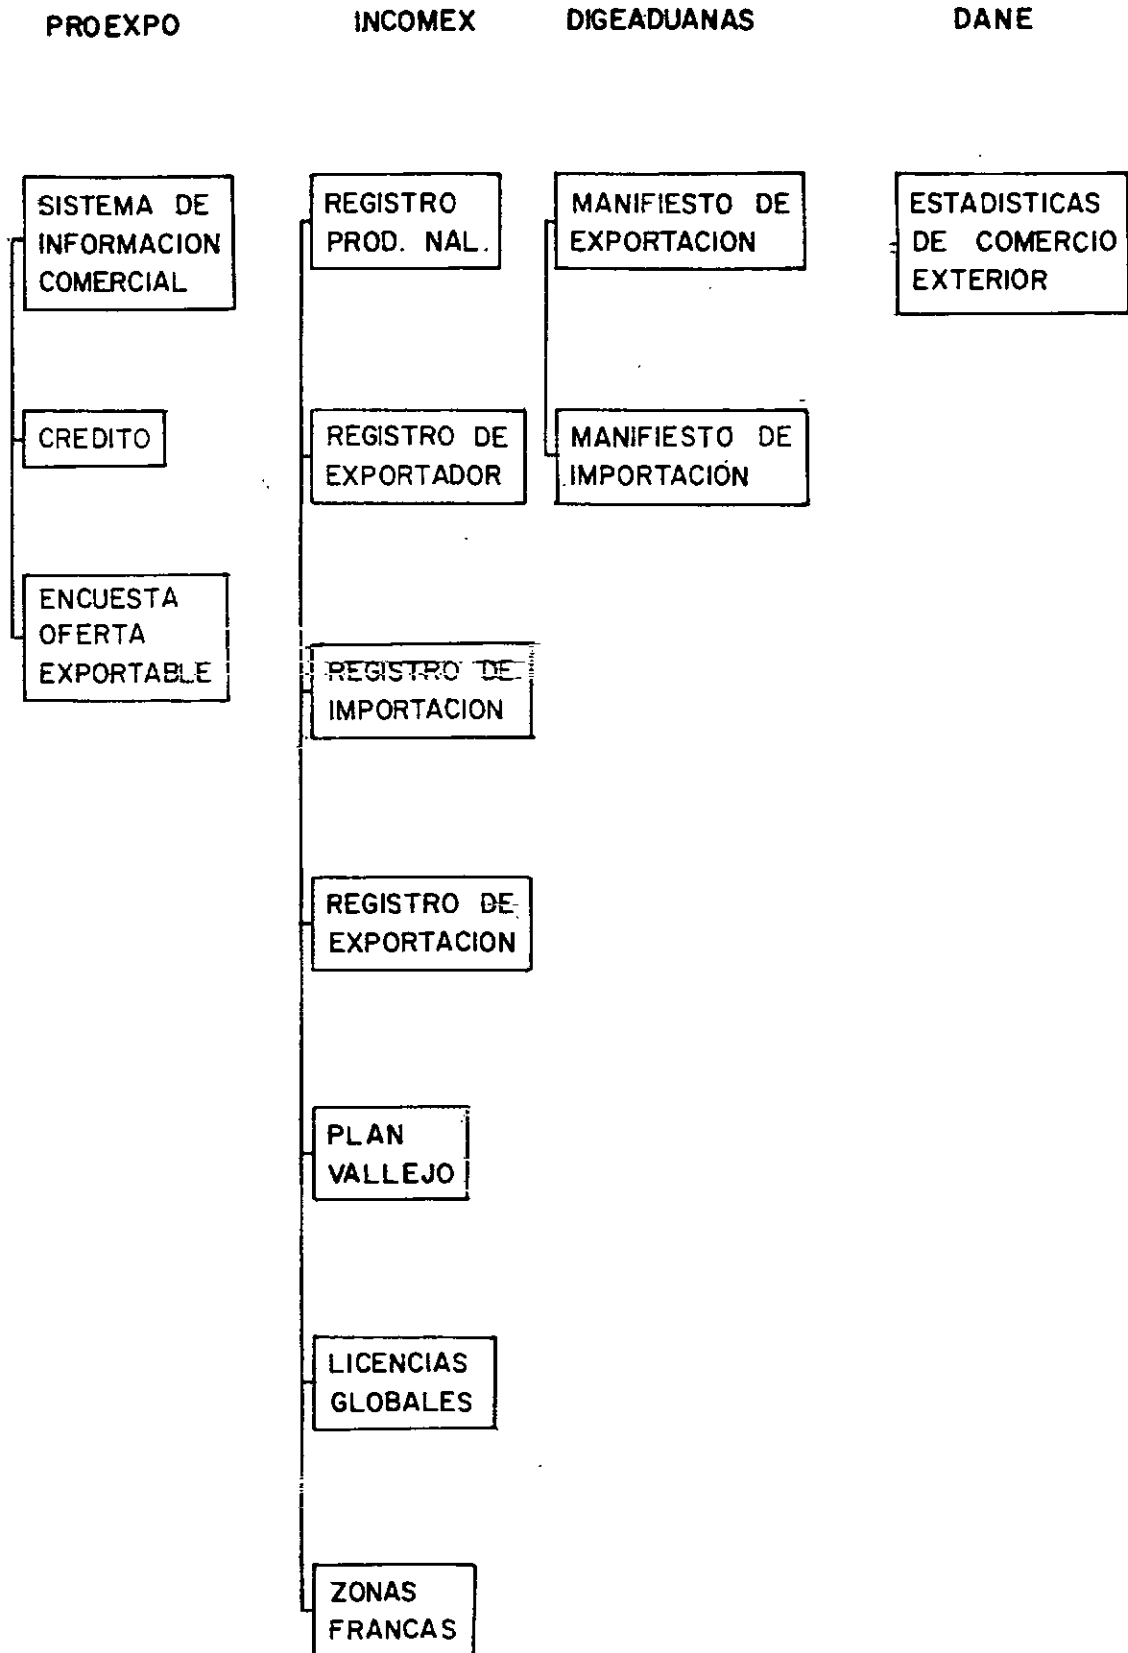 PROEXPO
INCOMEX
DIGEADUANAS
DANE
SISTEMA DE
INFORMACION
COMERCIAL
CREDITO
ENCUESTA
OFERTA
EXPORTABLE
REGISTRO
PROD. NAL.
REGISTRO DE
EXPORTADOR
REGISTRO DE
IMPORTACION
REGISTRO DE
EXPORTACION
PLAN
VALLEJO
LICENCIAS
GLOBALES
ZONAS
FRANCAS
MANIFIESTO DE
EXPORTACION
MANIFIESTO DE
IMPORTACIÓN
ESTADISTICAS
DE COMERCIO
EXTERIOR